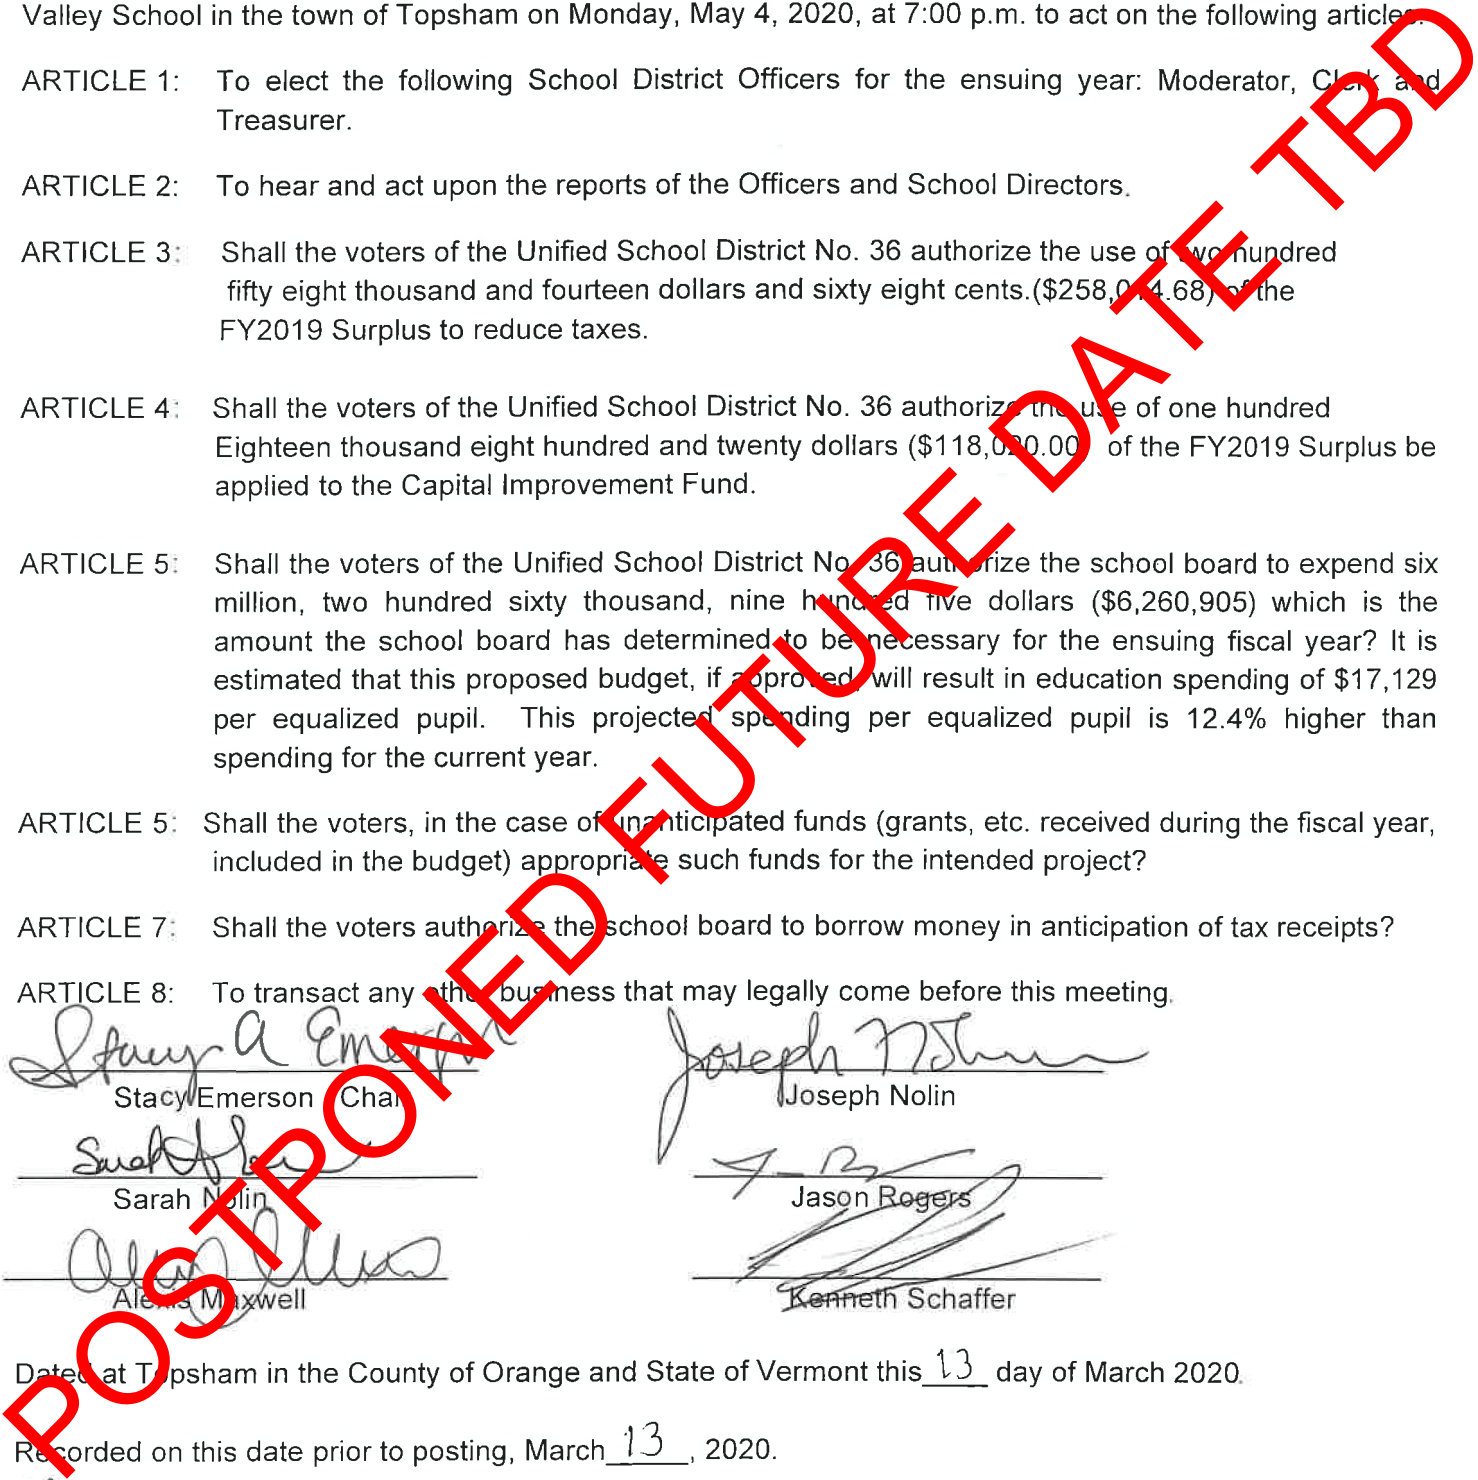 Valley School in the town of Topsham on Monday, May 4, 2020, at 7:00 p.m. to act on the following articles:
ARTICLE 1: To elect the following School District Officers for the ensuing year: Moderator, Clerk and
Treasurer.
ARTICLE 2: To hear and act upon the reports of the Officers and School Directors.
ARTICLE 3: Shall the voters of the Unified School District No. 36 authorize the use of two hundred
fifty eight thousand and fourteen dollars and sixty eight cents.($258,014.68) of the
FY2019 Surplus to reduce taxes.
ARTICLE 4: Shall the voters of the Unified School District No. 36 authorize the use of one hundred
Eighteen thousand eight hundred and twenty dollars of the FY2019 Surplus be
applied to the Capital Improvement Fund.
ARTICLE 5: Shall the voters of the Unified School District No. 36 authorize the school board to expend six
million, two hundred sixty thousand, nine hundred five dollars ($6,260,905) which is the
amount the school board has determined to be necessary for the ensuing fiscal year? It is
estimated that this proposed budget, if approved, will result in education spending of $17,129
per equalized pupil. This projected spending per equalized pupil is 12.4% higher than
spending for the current year.
ARTICLE 5: Shall the voters, in the case of unanticipated funds (grants, etc. received during the fiscal year,
included in the budget) appropriate such funds for the intended project?
ARTICLE 7: Shall the voters authorize the school board to borrow money in anticipation of tax receipts?
ARTICLE 8: To transact any other business that may legally come before this meeting.
Stacy A Emerson Joseph Nolin
Stacy Emerson Chair Joseph Nolin
Sarah Nolin Jason Rogers
Alexis Maxwell Kenneth Schaffer
Dated at Topsham in the County of Orange and State of Vermont this 13 day of March 2020.
Recorded on this date prior to posting, March 13, 2020.
POSTPONED FUTURE DATE TBD